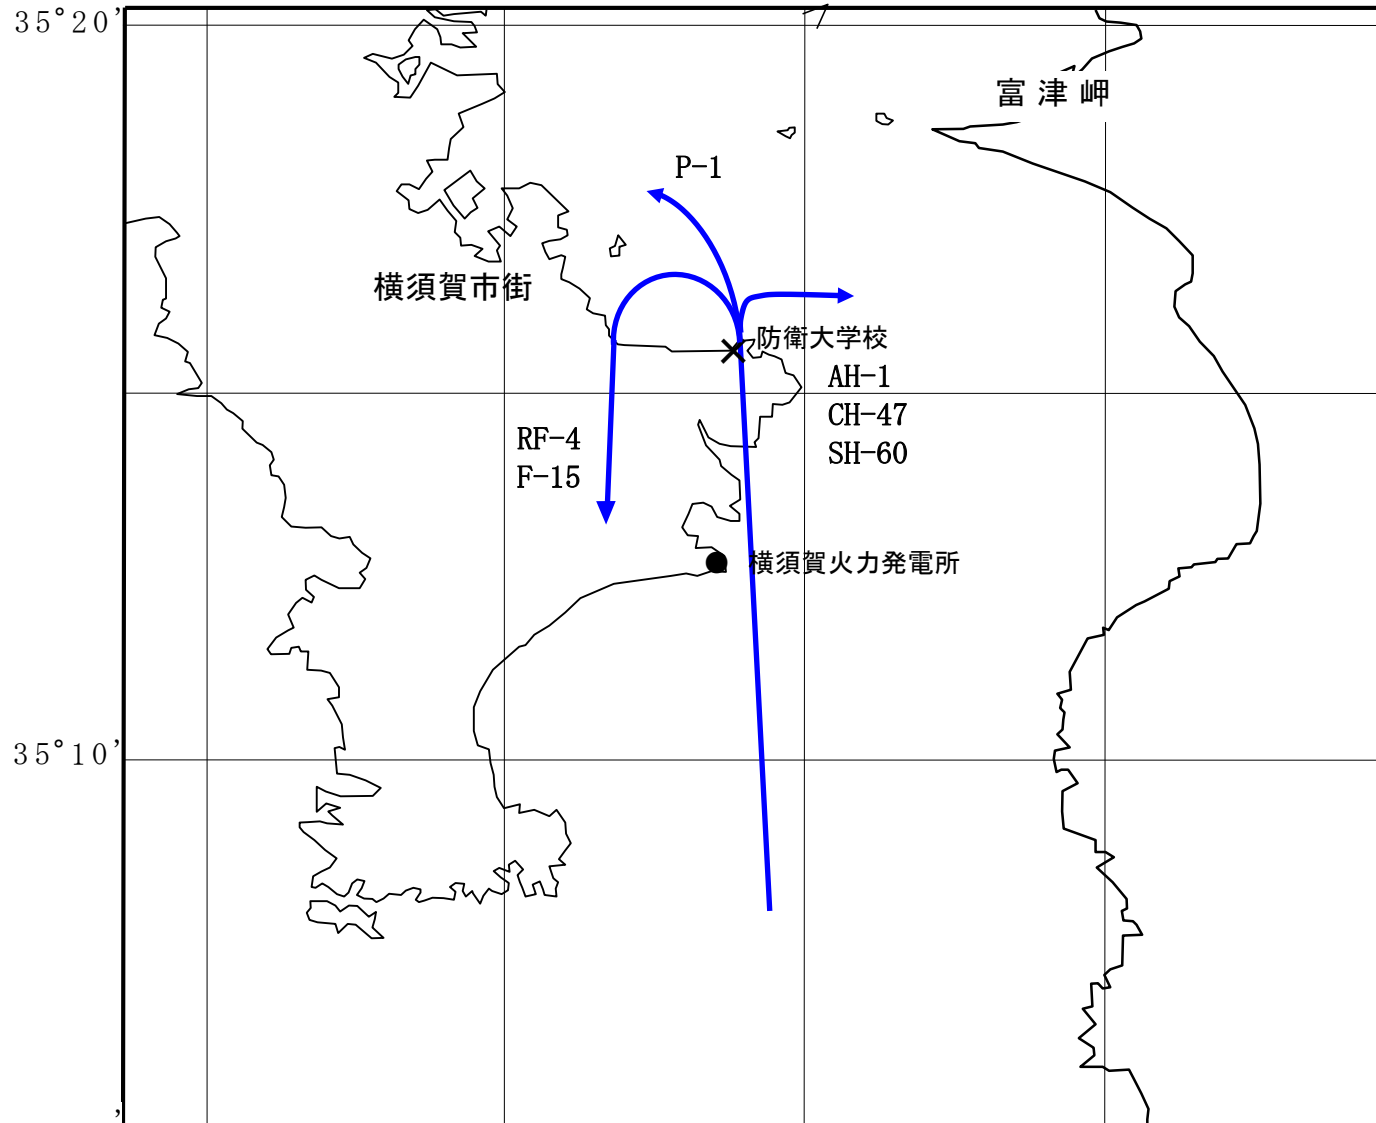 35°20'
富津岬
P-1
横須賀市街
防衛大学校
AH-1
CH-47
SH-60
RF-4
F-15
横須賀火力発電所
35°10'
'